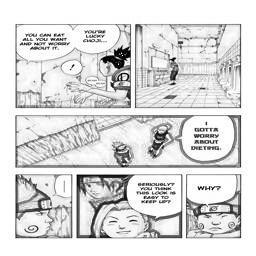 YOU'RE
LUCKY
CHOJI...
YOU CAN EAT
ALL YOU WANT
AND NOT WORRY
ABOUT IT.
I
GOTTA
WORRY
ABOUT
DIETING.
!
SERIOUSLY?
YOU THINK
THIS LOOK IS
EASY TO
KEEP UP?
WHY?